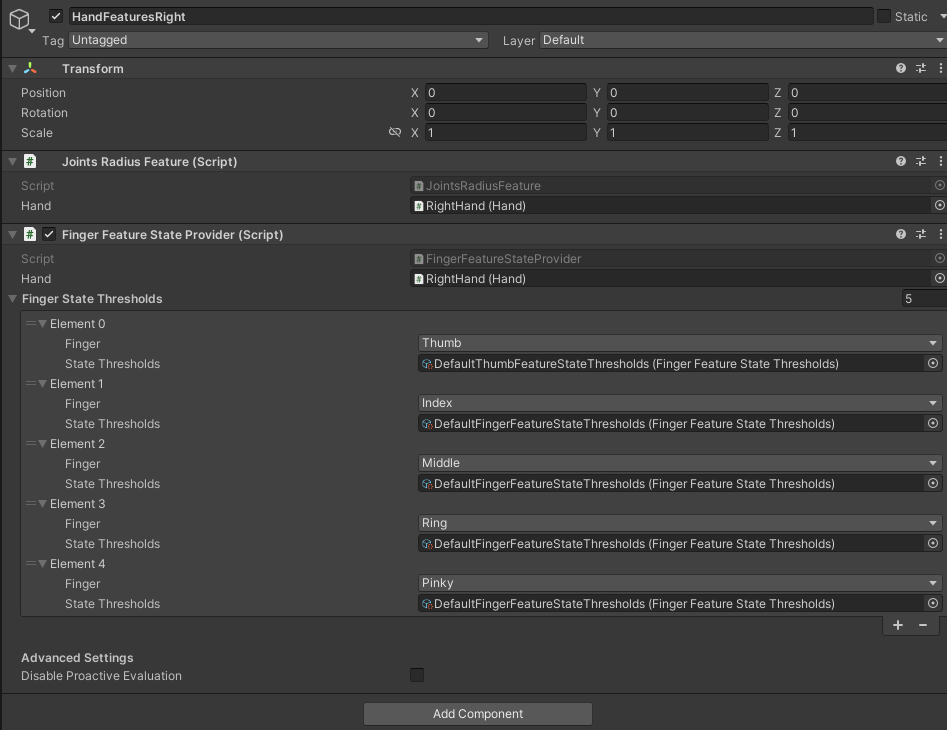 HandFeaturesRight Static
Tag Untagged Layer Default
Transform
Position X 0 Y 0 Z 0
Rotation X 0 Y 0 Z 0
Scale X 1 Y 1 Z 1
# Joints Radius Feature (Script)
Script # JointsRadiusFeature
Hand # RightHand (Hand)
# Finger Feature State Provider (Script)
Script # FingerFeatureStateProvider
Hand # RightHand (Hand)
Finger State Thresholds 5
Element 0
Finger Thumb
State Thresholds DefaultThumbFeatureStateThresholds (Finger Feature State Thresholds)
Element 1
Finger Index
State Thresholds DefaultFingerFeatureStateThresholds (Finger Feature State Thresholds)
Element 2
Finger Middle
State Thresholds DefaultFingerFeatureStateThresholds (Finger Feature State Thresholds)
Element 3
Finger Ring
State Thresholds DefaultFingerFeatureStateThresholds (Finger Feature State Thresholds)
Element 4
Finger Pinky
State Thresholds DefaultFingerFeatureStateThresholds (Finger Feature State Thresholds)
+ −
Advanced Settings
Disable Proactive Evaluation
Add Component